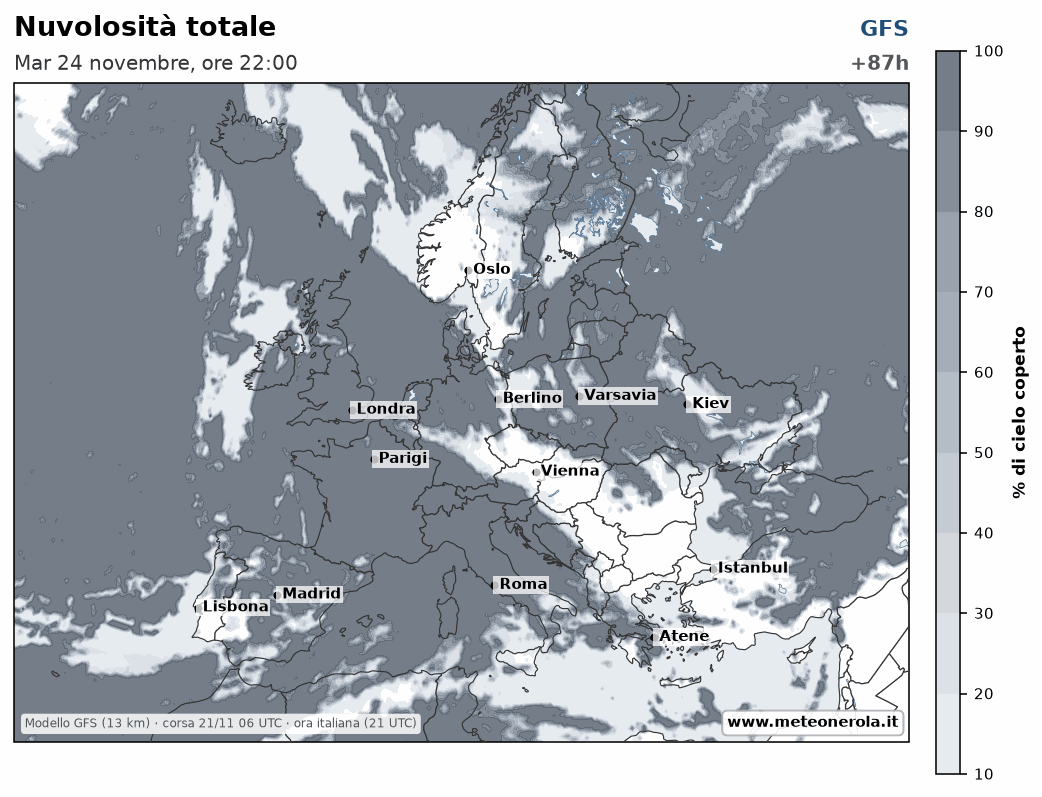 Nuvolosità totale
GFS
Mar 24 novembre, ore 22:00
+87h
100
90
80
70
60
50
40
30
20
10
% di cielo coperto
Oslo
Berlino
Varsavia
Kiev
Londra
Parigi
Vienna
Istanbul
Roma
Madrid
Lisbona
Atene
Modello GFS (13 km) · corsa 21/11 06 UTC · ora italiana (21 UTC)
www.meteonerola.it